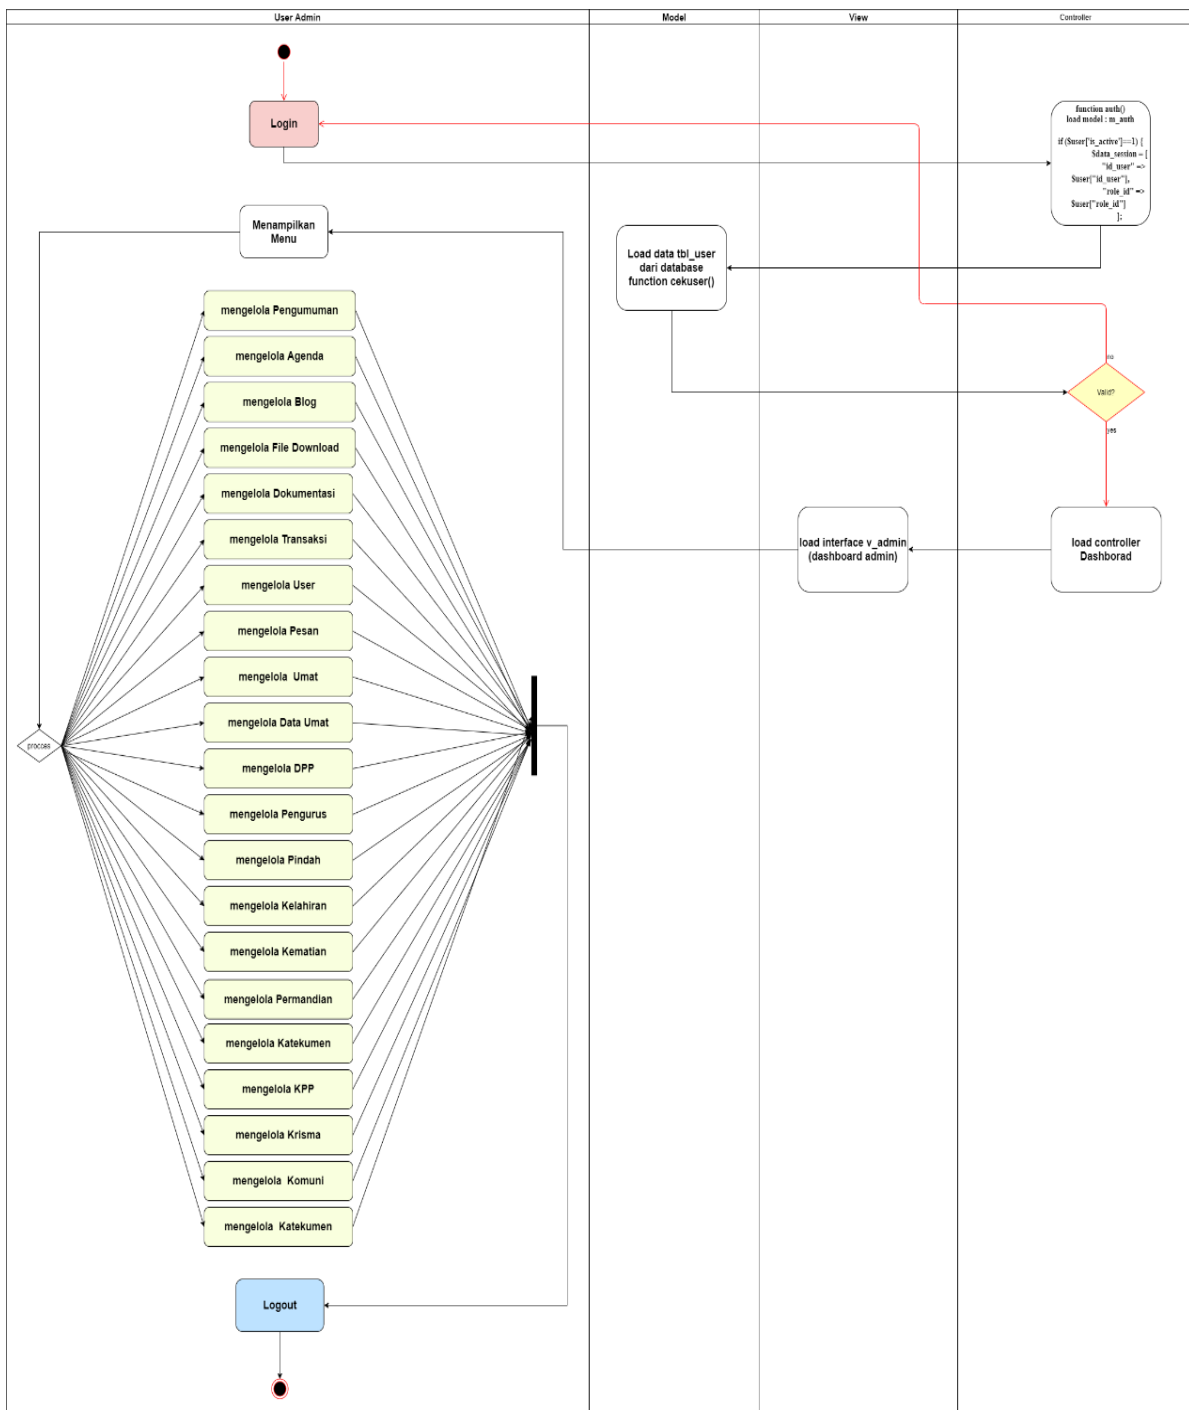 User Admin
Model
View
Controller
Login
function auth()
load model : m_auth
if ($user['is_active']==1) {
$data_session = [
"id_user" =>
$user["id_user"],
"role_id" =>
$user["role_id"]
];
Menampilkan
Menu
Load data tbl_user
dari database
function cekuser()
mengelola Pengumuman
mengelola Agenda
no
Valid?
yes
mengelola Blog
mengelola File Download
mengelola Dokumentasi
mengelola Transaksi
load interface v_admin
(dashboard admin)
load controller
Dashborad
mengelola User
mengelola Pesan
mengelola Umat
mengelola Data Umat
procces
mengelola DPP
mengelola Pengurus
mengelola Pindah
mengelola Kelahiran
mengelola Kematian
mengelola Permandian
mengelola Katekumen
mengelola KPP
mengelola Krisma
mengelola Komuni
mengelola Katekumen
Logout